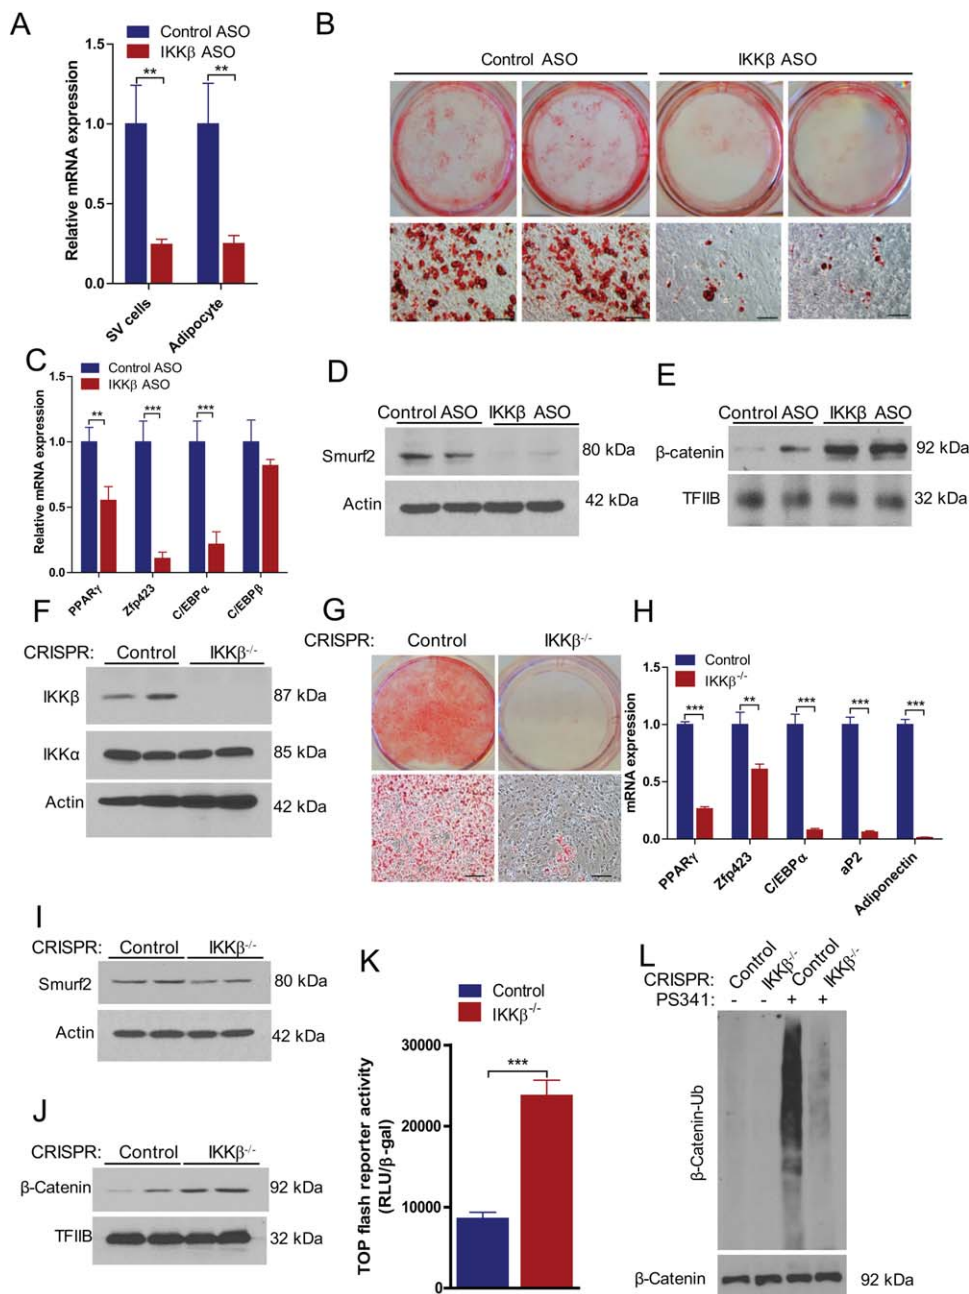 A
Control ASO
IKKβ ASO
Relative mRNA expression
1.5
1.0
0.5
0.0
**
**
SV cells
Adipocyte
B
Control ASO
IKKβ ASO
C
Control ASO
IKKβ ASO
Relative mRNA expression
1.5
1.0
0.5
0.0
**
***
***
PPARγ
Zfp423
C/EBPα
C/EBPβ
D
Control ASO IKKβ ASO
Smurf2
80 kDa
Actin
42 kDa
E
Control ASO IKKβ ASO
β-catenin
92 kDa
TFIIB
32 kDa
F
CRISPR: Control IKKβ-/-
IKKβ
87 kDa
IKKα
85 kDa
Actin
42 kDa
G
CRISPR: Control IKKβ-/-
H
Control
IKKβ-/-
mRNA expression
1.5
1.0
0.5
0.0
***
**
***
***
***
PPARγ
Zfp423
C/EBPα
aP2
Adiponectin
I
CRISPR: Control IKKβ-/-
Smurf2
80 kDa
Actin
42 kDa
J
CRISPR: Control IKKβ-/-
β-Catenin
92 kDa
TFIIB
32 kDa
K
Control
IKKβ-/-
TOP flash reporter activity
(RLU/β-gal)
30000
20000
10000
0
***
L
CRISPR: Control IKKβ-/- Control IKKβ-/-
PS341: - - + +
β-Catenin-Ub
β-Catenin
92 kDa